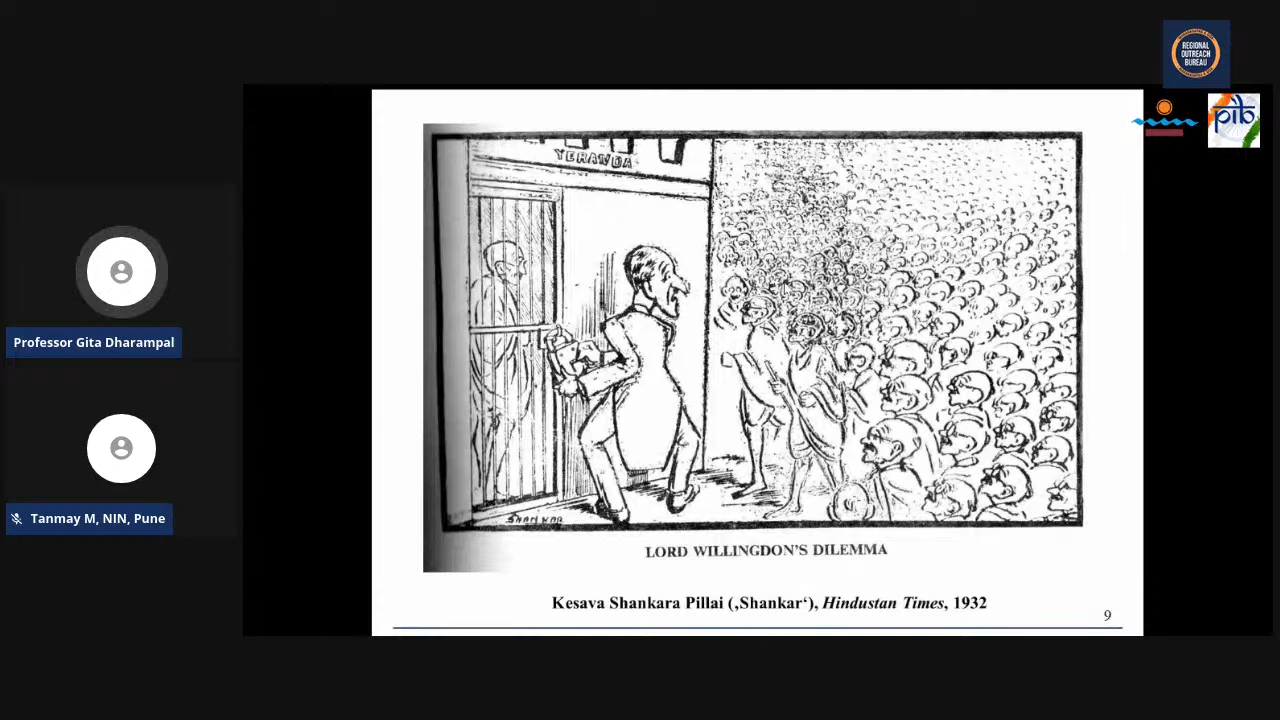 REGIONAL
OUTREACH
BUREAU
pib
YERAVDA
SHANKAR
LORD WILLINGDON'S DILEMMA
Kesava Shankara Pillai (‚Shankar‘), Hindustan Times, 1932
9
Professor Gita Dharampal
Tanmay M, NIN, Pune